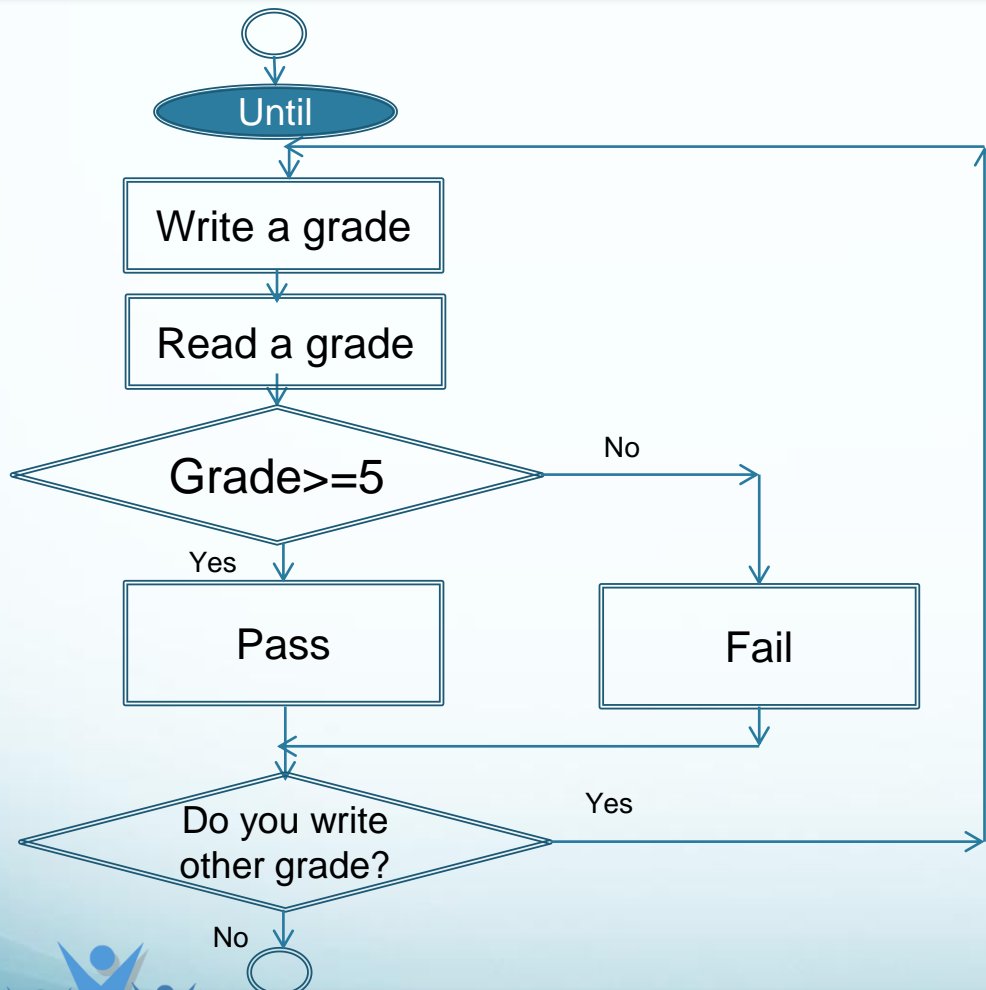 Until
Write a grade
Read a grade
Grade>=5
No
Yes
Pass
Fail
Do you write
other grade?
Yes
No